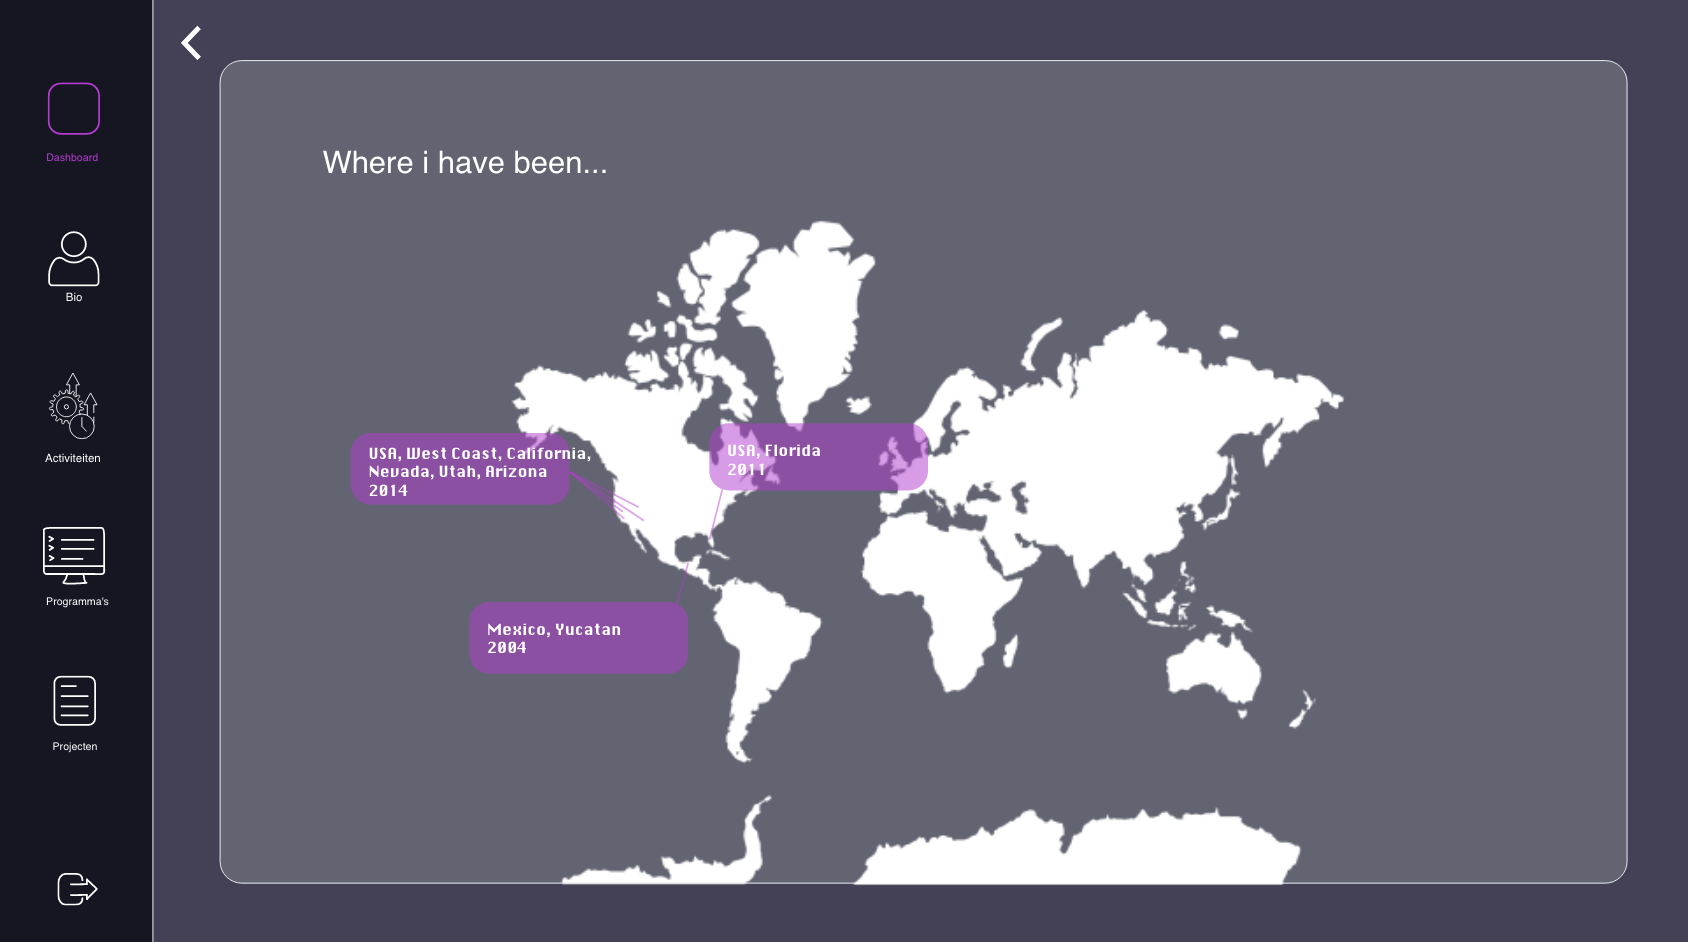 Dashboard
Bio
Activiteiten
Programma's
Projecten
Where i have been...
USA, West Coast, California,
Nevada, Utah, Arizona
2014
USA, Florida
2011
Mexico, Yucatan
2004